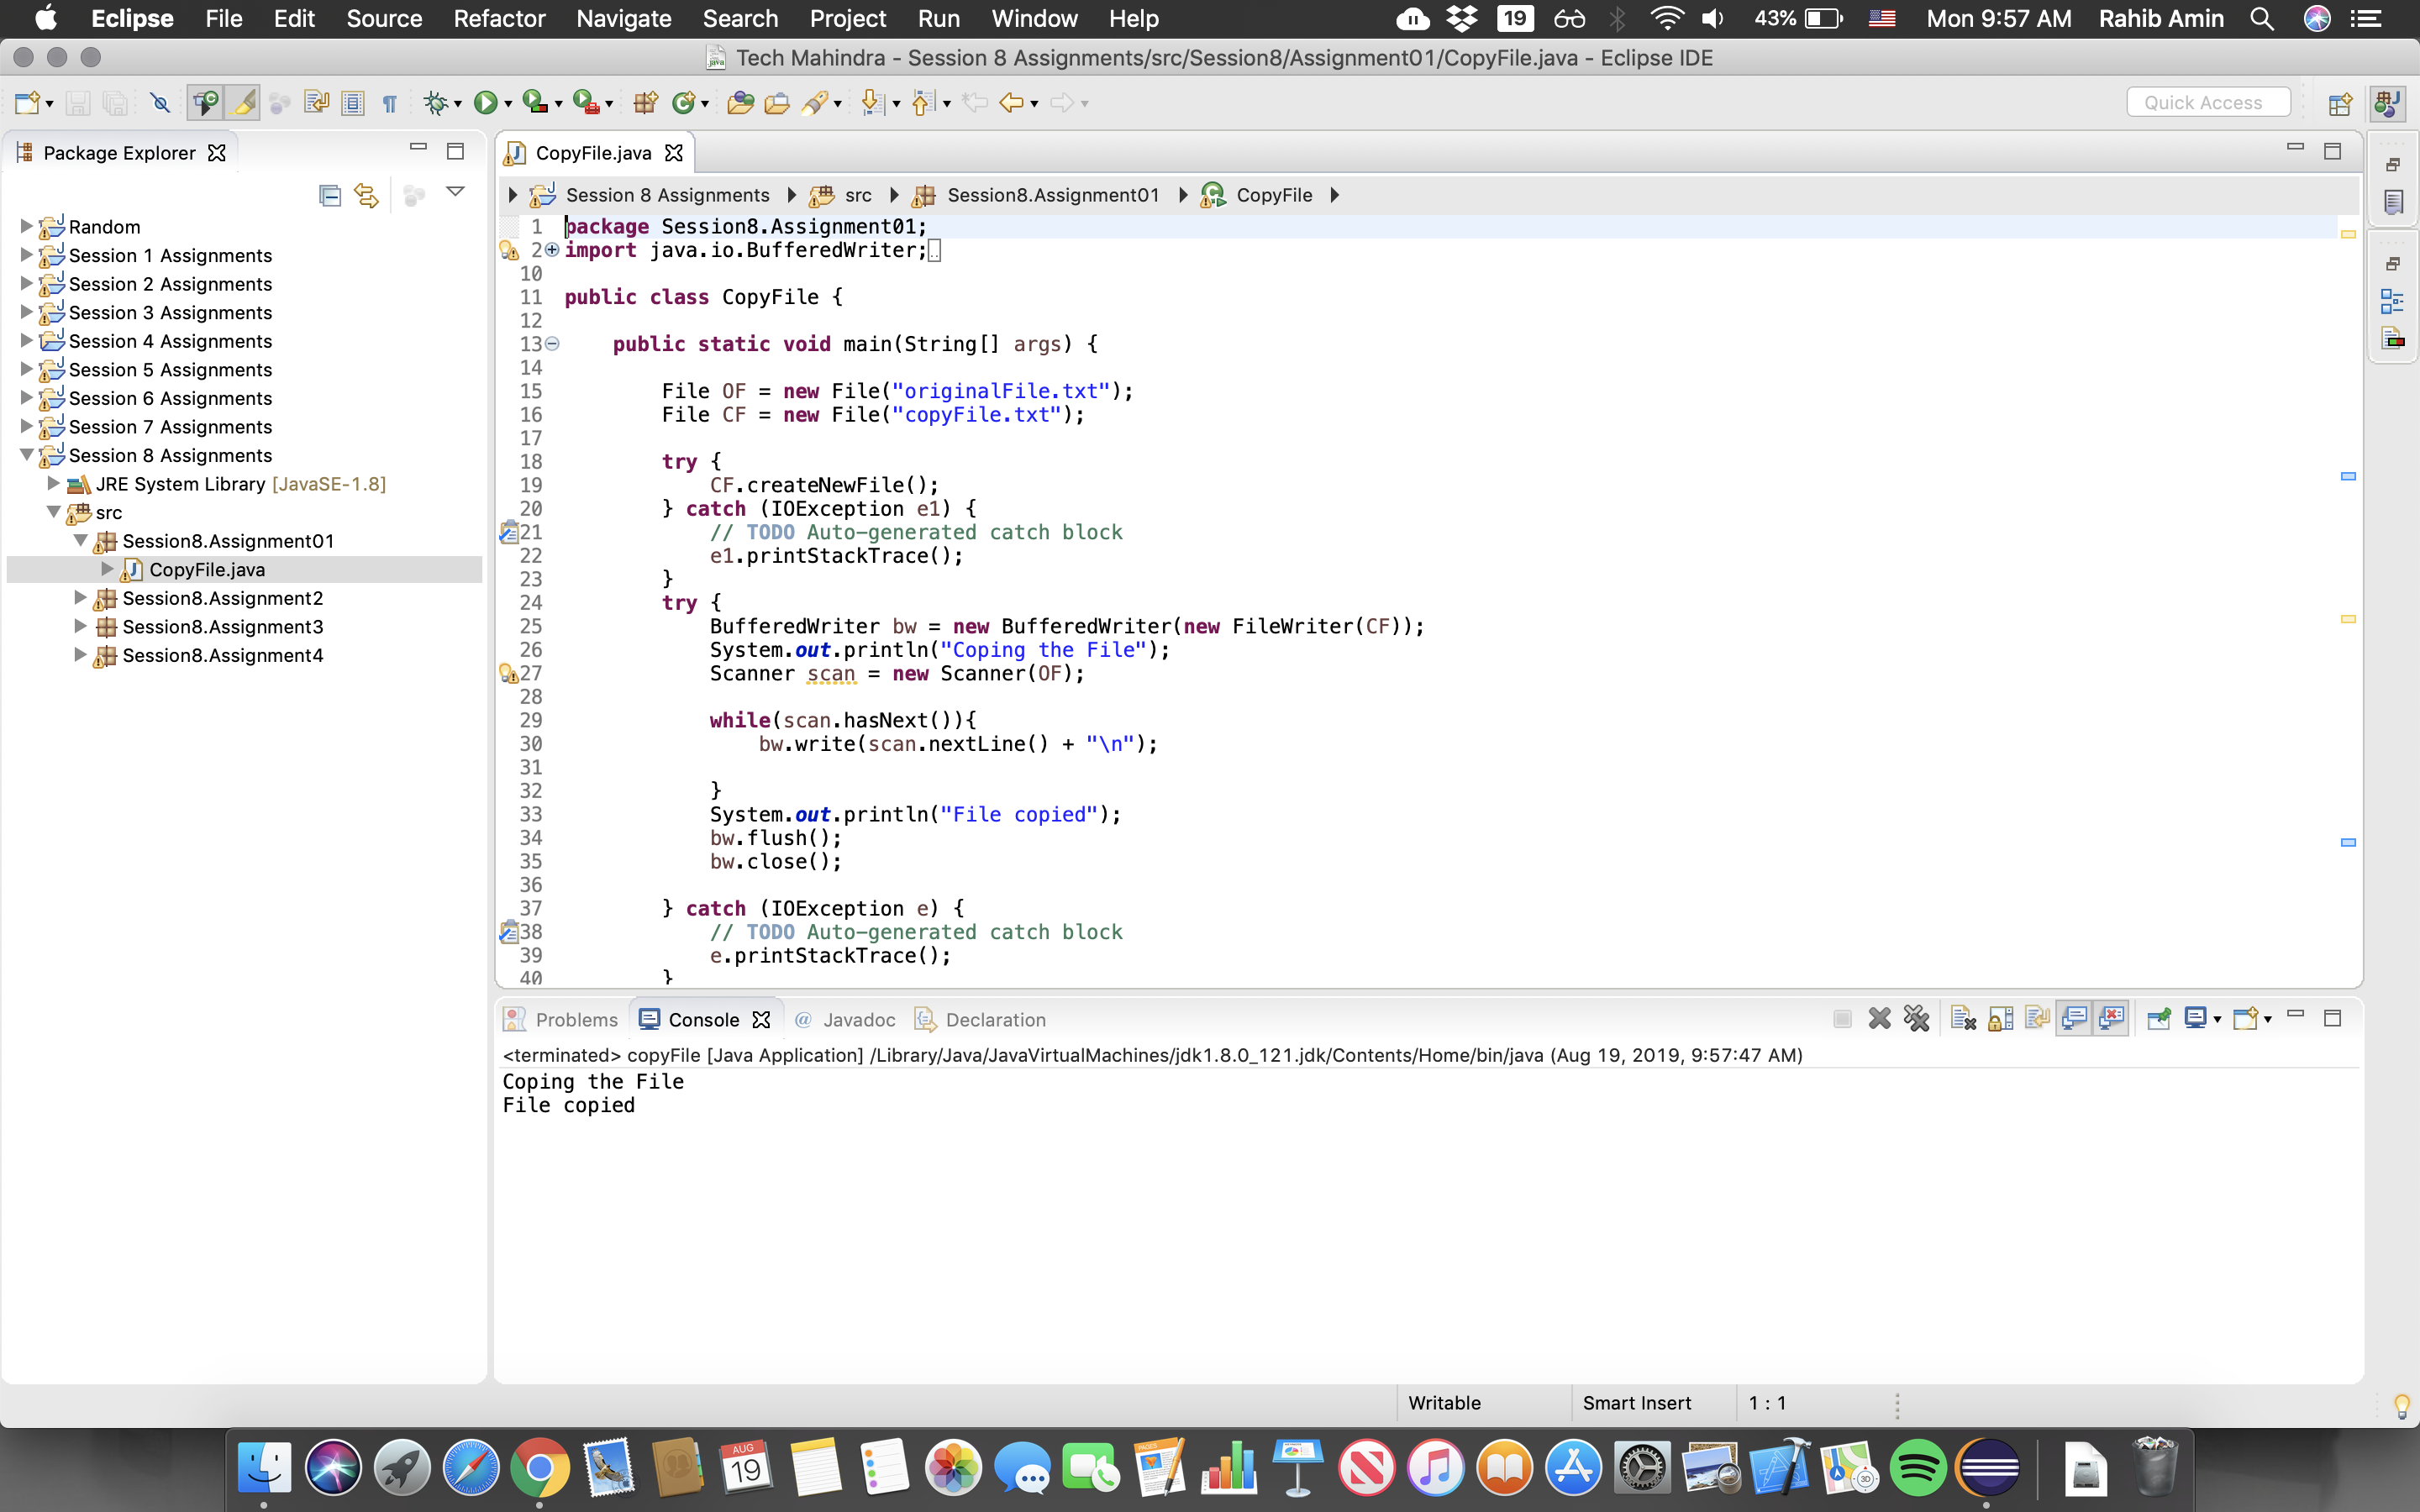 Eclipse File Edit Source Refactor Navigate Search Project Run Window Help 19 43% Mon 9:57 AM Rahib Amin
Tech Mahindra - Session 8 Assignments/src/Session8/Assignment01/CopyFile.java - Eclipse IDE
Quick Access
Package Explorer
Random
Session 1 Assignments
Session 2 Assignments
Session 3 Assignments
Session 4 Assignments
Session 5 Assignments
Session 6 Assignments
Session 7 Assignments
Session 8 Assignments
JRE System Library [JavaSE-1.8]
src
Session8.Assignment01
CopyFile.java
Session8.Assignment2
Session8.Assignment3
Session8.Assignment4
CopyFile.java
Session 8 Assignments src Session8.Assignment01 CopyFile
1 package Session8.Assignment01;
2 import java.io.BufferedWriter;
10
11 public class CopyFile {
12
13 public static void main(String[] args) {
14
15 File OF = new File("originalFile.txt");
16 File CF = new File("copyFile.txt");
17
18 try {
19 CF.createNewFile();
20 } catch (IOException e1) {
21 // TODO Auto-generated catch block
22 e1.printStackTrace();
23 }
24 try {
25 BufferedWriter bw = new BufferedWriter(new FileWriter(CF));
26 System.out.println("Coping the File");
27 Scanner scan = new Scanner(OF);
28
29 while(scan.hasNext()){
30 bw.write(scan.nextLine() + "\n");
31
32 }
33 System.out.println("File copied");
34 bw.flush();
35 bw.close();
36
37 } catch (IOException e) {
38 // TODO Auto-generated catch block
39 e.printStackTrace();
40 }
Problems Console @ Javadoc Declaration
<terminated> copyFile [Java Application] /Library/Java/JavaVirtualMachines/jdk1.8.0_121.jdk/Contents/Home/bin/java (Aug 19, 2019, 9:57:47 AM)
Coping the File
File copied
Writable Smart Insert 1 : 1
AUG
19
PAGES
3D